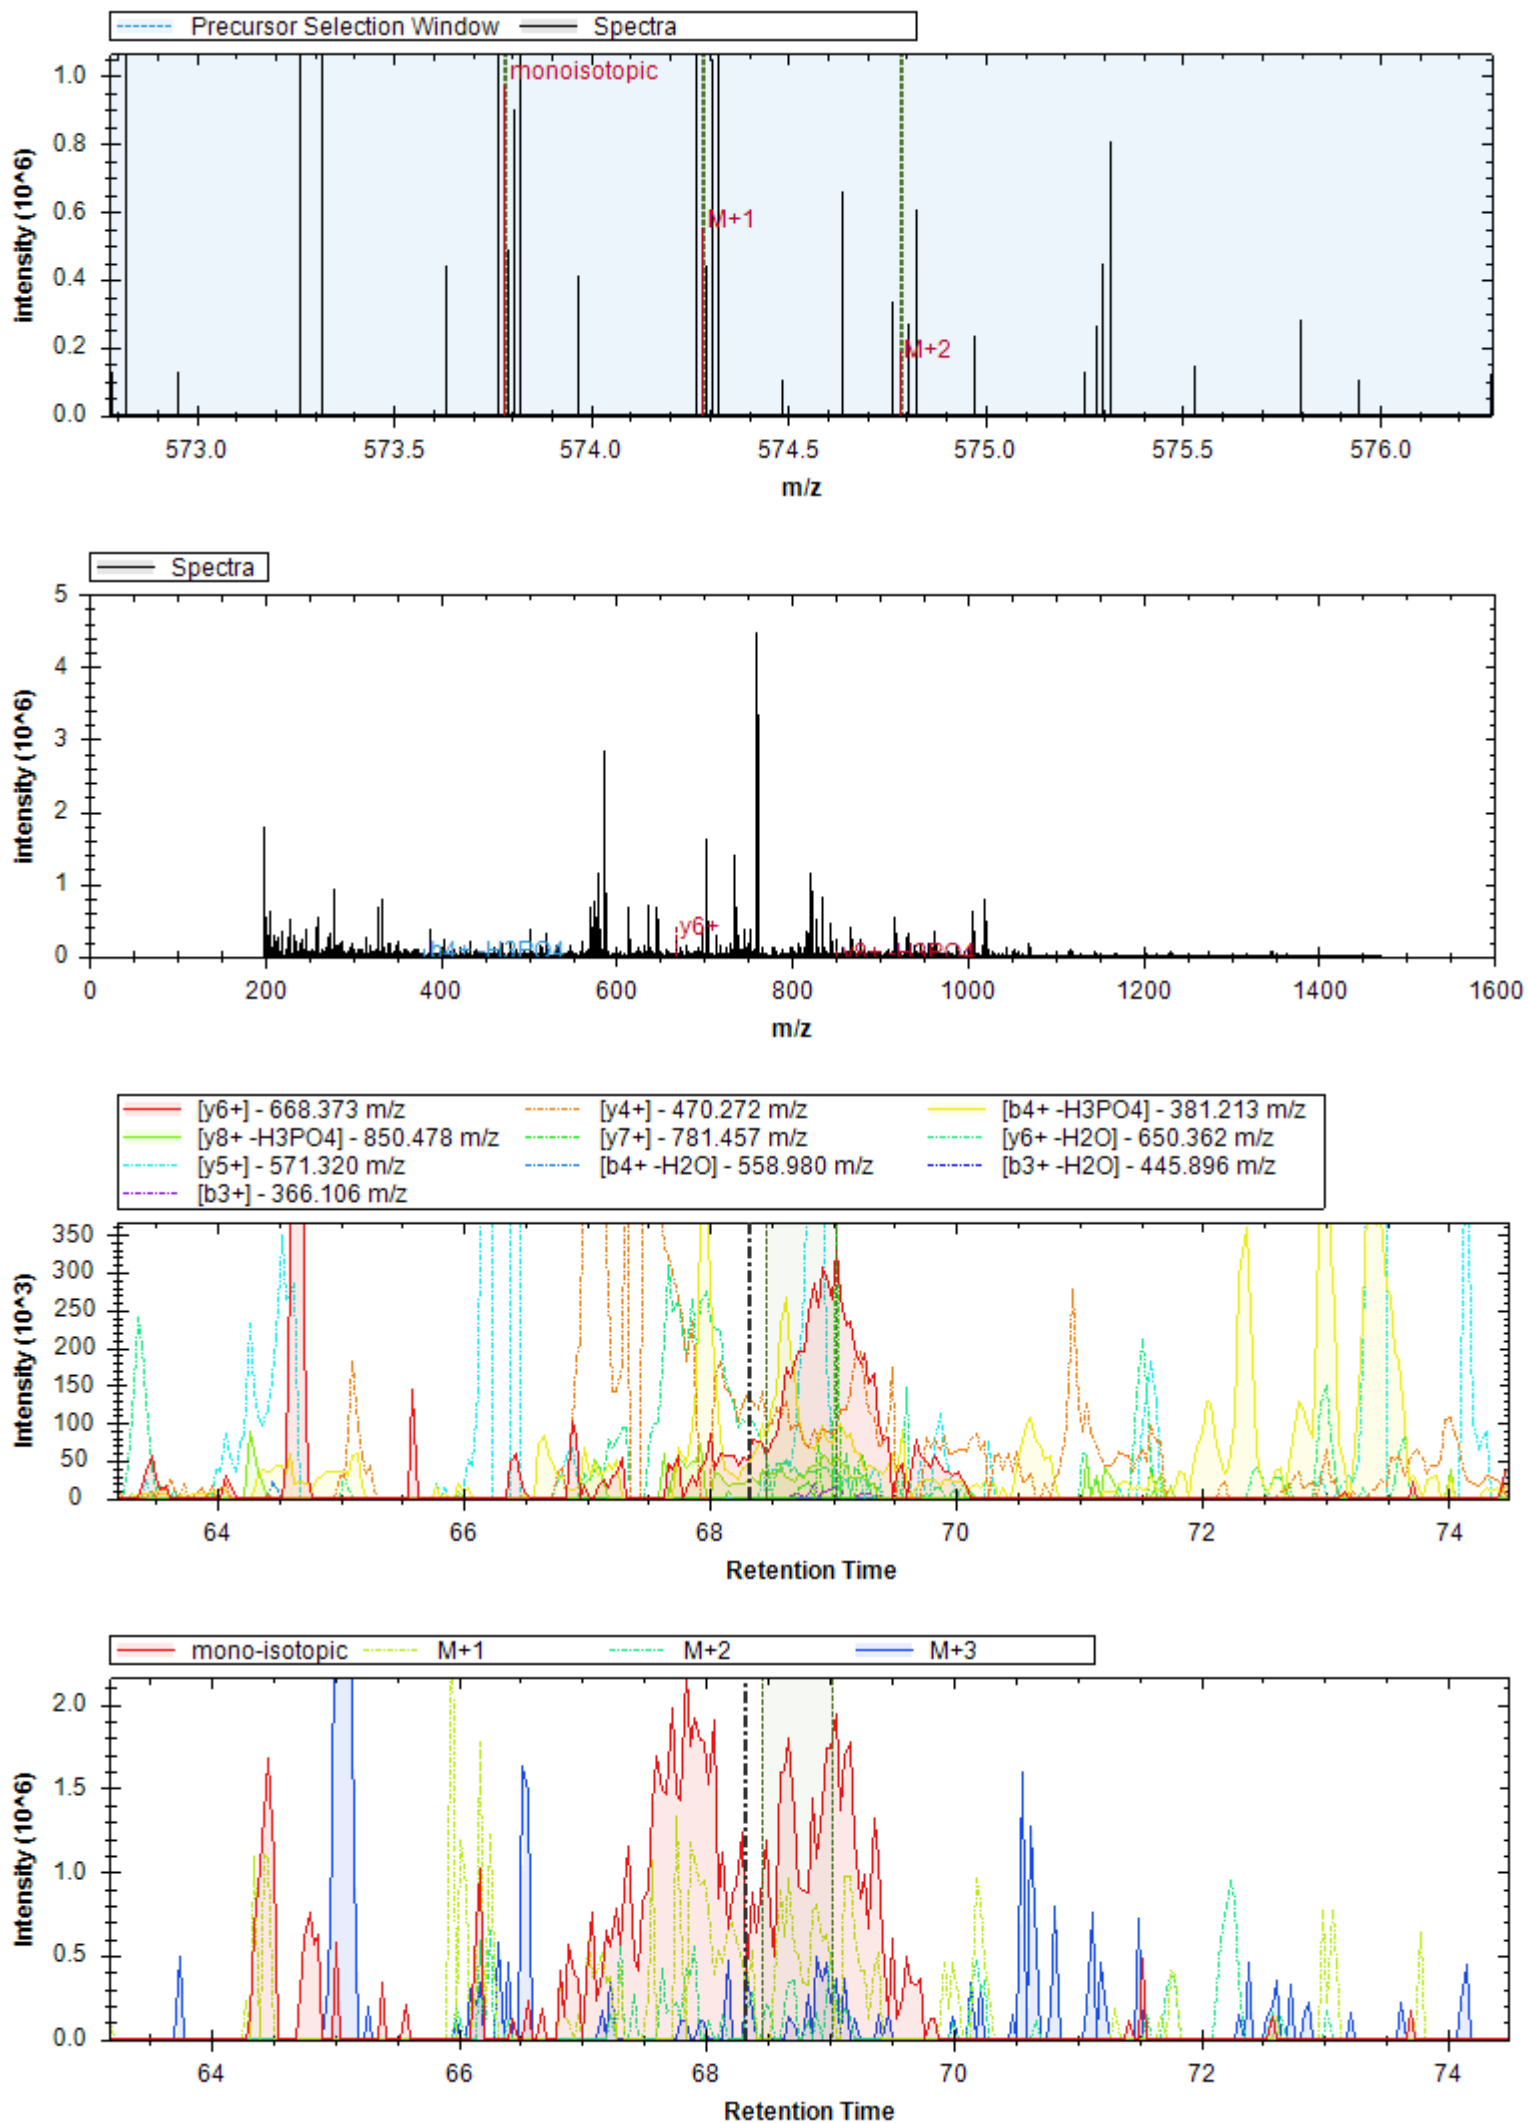 Precursor Selection Window Spectra
intensity (10^6)
1.0
0.8
0.6
0.4
0.2
0.0
monoisotopic
M+1
M+2
573.0 573.5 574.0 574.5 575.0 575.5 576.0
m/z
Spectra
intensity (10^6)
5
4
3
2
1
0
b4+ -H3PO4
y6+
y8+ -H3PO4
0 200 400 600 800 1000 1200 1400 1600
m/z
[y6+] - 668.373 m/z [y4+] - 470.272 m/z [b4+ -H3PO4] - 381.213 m/z
[y8+ -H3PO4] - 850.478 m/z [y7+] - 781.457 m/z [y6+ -H2O] - 650.362 m/z
[y5+] - 571.320 m/z [b4+ -H2O] - 558.980 m/z [b3+ -H2O] - 445.896 m/z
[b3+] - 366.106 m/z
Intensity (10^3)
350
300
250
200
150
100
50
0
64 66 68 70 72 74
Retention Time
mono-isotopic M+1 M+2 M+3
Intensity (10^6)
2.0
1.5
1.0
0.5
0.0
64 66 68 70 72 74
Retention Time